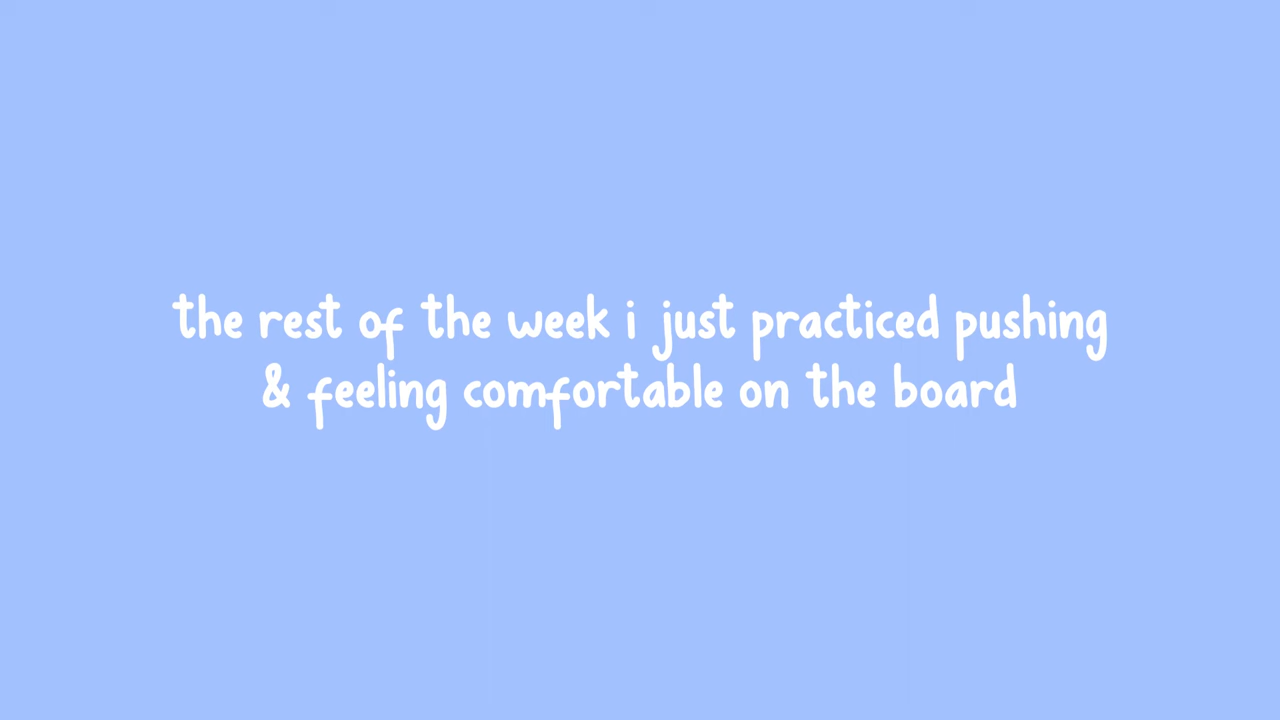 the rest of the week i just practiced pushing
& feeling comfortable on the board